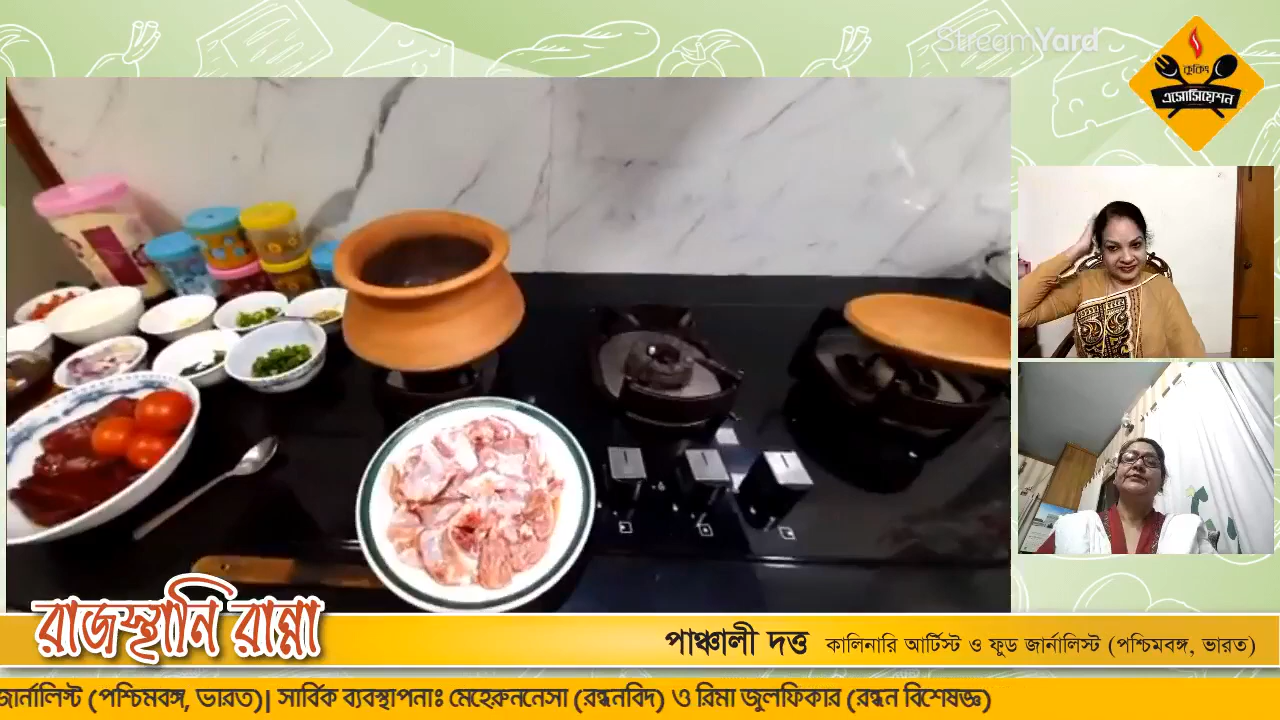 StreamYard
কুকিং
এসোসিয়েশন
রাজস্থানি রান্না
পাঞ্চালী দত্ত কালিনারি আর্টিস্ট ও ফুড জার্নালিস্ট (পশ্চিমবঙ্গ, ভারত)
জার্নালিস্ট (পশ্চিমবঙ্গ, ভারত)| সার্বিক ব্যবস্থাপনাঃ মেহেরুননেসা (রন্ধনবিদ) ও রিমা জুলফিকার (রন্ধন বিশেষজ্ঞ)